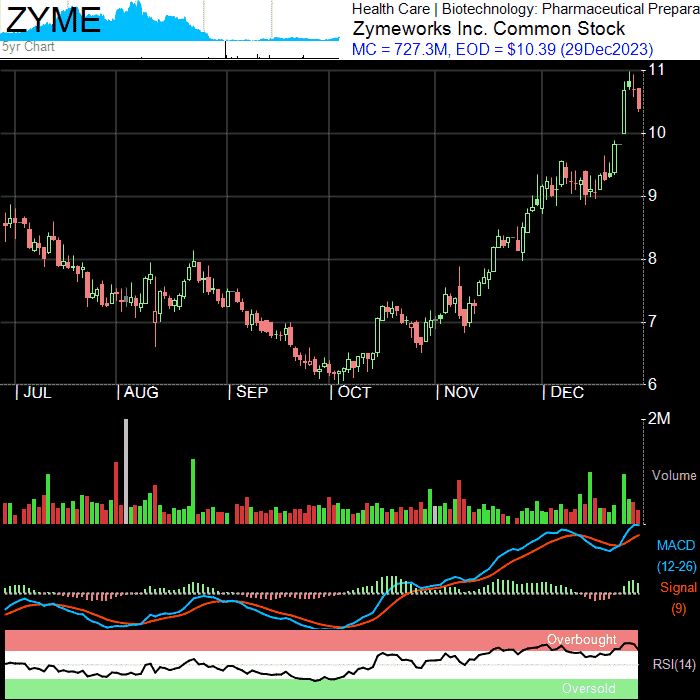 ZYME
5yr Chart
Health Care | Biotechnology: Pharmaceutical Prepara
Zymeworks Inc. Common Stock
MC = 727.3M, EOD = $10.39 (29Dec2023)
11
10
9
8
7
6
JUL AUG SEP OCT NOV DEC
2M
Volume
MACD
(12-26)
Signal
(9)
Overbought
RSI(14)
Oversold